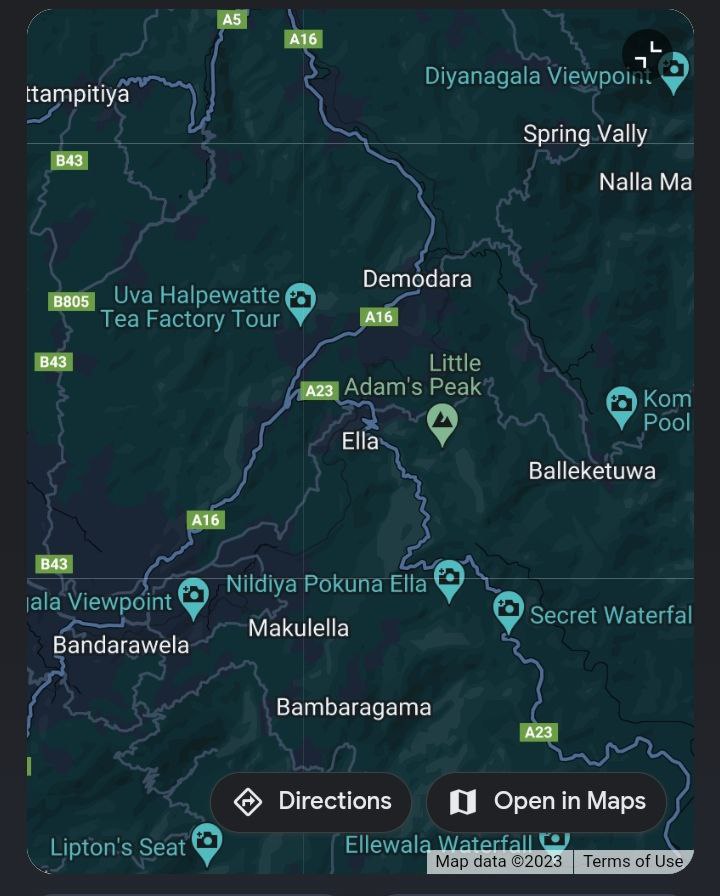 A5
A16
Diyanagala Viewpoint
ttampitiya
Spring Vally
B43
Nalla Ma
Demodara
Uva Halpewatte
Tea Factory Tour
B805
A16
B43
Little
Adam's Peak
A23
Kom
Pool
Ella
Balleketuwa
A16
B43
Nildiya Pokuna Ella
gala Viewpoint
Secret Waterfal
Makulella
Bandarawela
Bambaragama
A23
Directions
Open in Maps
Lipton's Seat
Ellewala Waterfall
Map data ©2023
Terms of Use